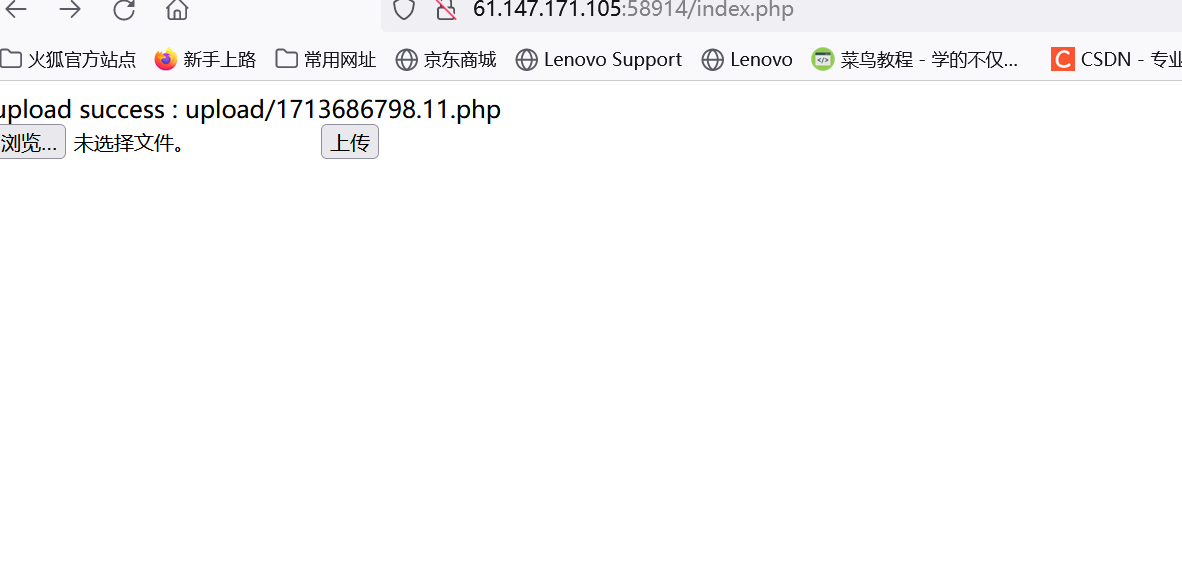 61.147.171.105:58914/index.php
火狐官方站点 新手上路 常用网址 京东商城 Lenovo Support Lenovo 菜鸟教程 - 学的不仅... CSDN - 专业
upload success : upload/1713686798.11.php
浏览... 未选择文件。 上传